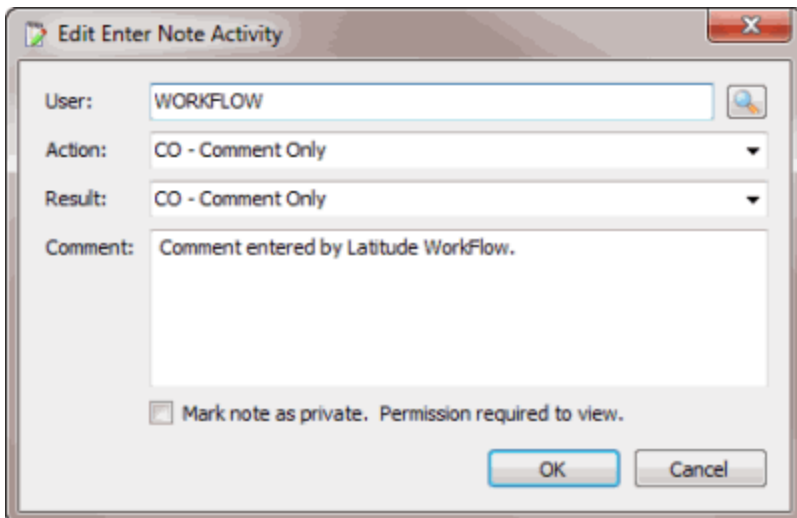 Edit Enter Note Activity
User: WORKFLOW
Action: CO - Comment Only
Result: CO - Comment Only
Comment: Comment entered by Latitude WorkFlow.
Mark note as private. Permission required to view.
OK Cancel